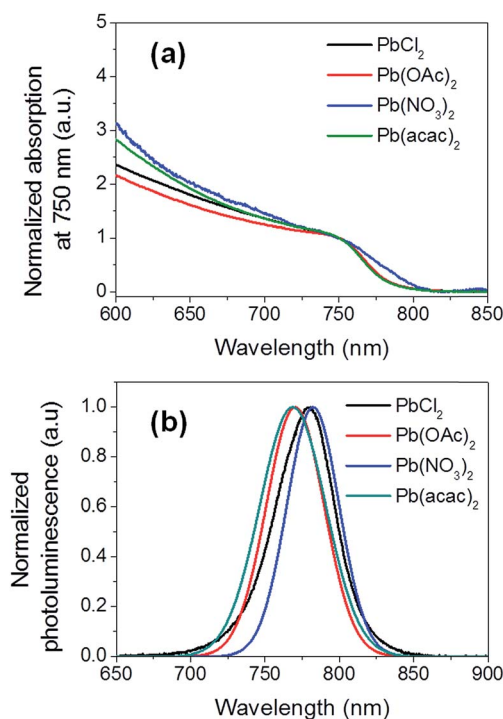 (a)
PbCl₂
Pb(OAc)₂
Pb(NO₃)₂
Pb(acac)₂
Normalized absorption
at 750 nm (a.u.)
5
4
3
2
1
0
600 650 700 750 800 850
Wavelength (nm)
(b)
PbCl₂
Pb(OAc)₂
Pb(NO₃)₂
Pb(acac)₂
Normalized
photoluminescence (a.u)
1.0
0.8
0.6
0.4
0.2
0.0
650 700 750 800 850 900
Wavelength (nm)